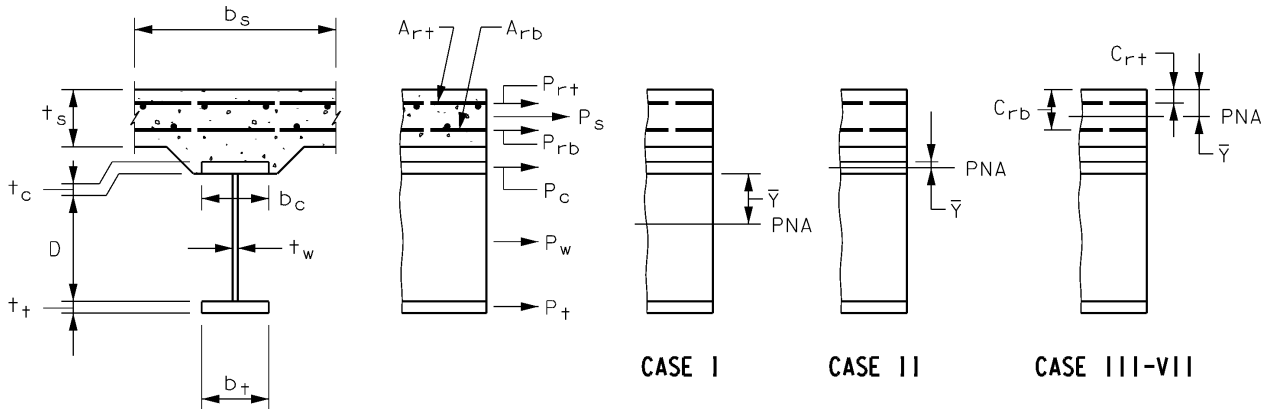 b_s
t_s
t_c
b_c
D
t_w
t_t
b_t
A_rt
A_rb
P_rt
P_s
P_rb
P_c
P_w
P_t
Ȳ
PNA
CASE I
PNA
Ȳ
CASE II
C_rt
C_rb
PNA
Ȳ
CASE III-VII